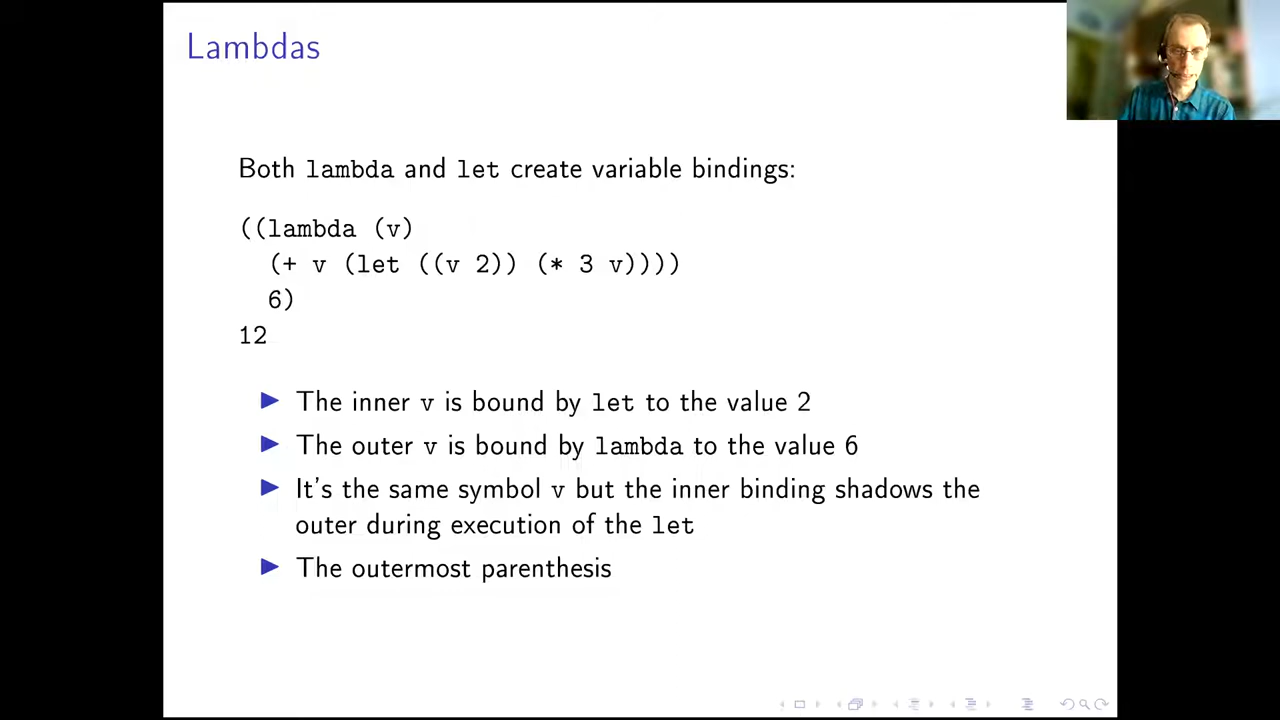 Lambdas
Both lambda and let create variable bindings:
((lambda (v)
(+ v (let ((v 2)) (* 3 v))))
6)
12
The inner v is bound by let to the value 2
The outer v is bound by lambda to the value 6
It's the same symbol v but the inner binding shadows the
outer during execution of the let
The outermost parenthesis